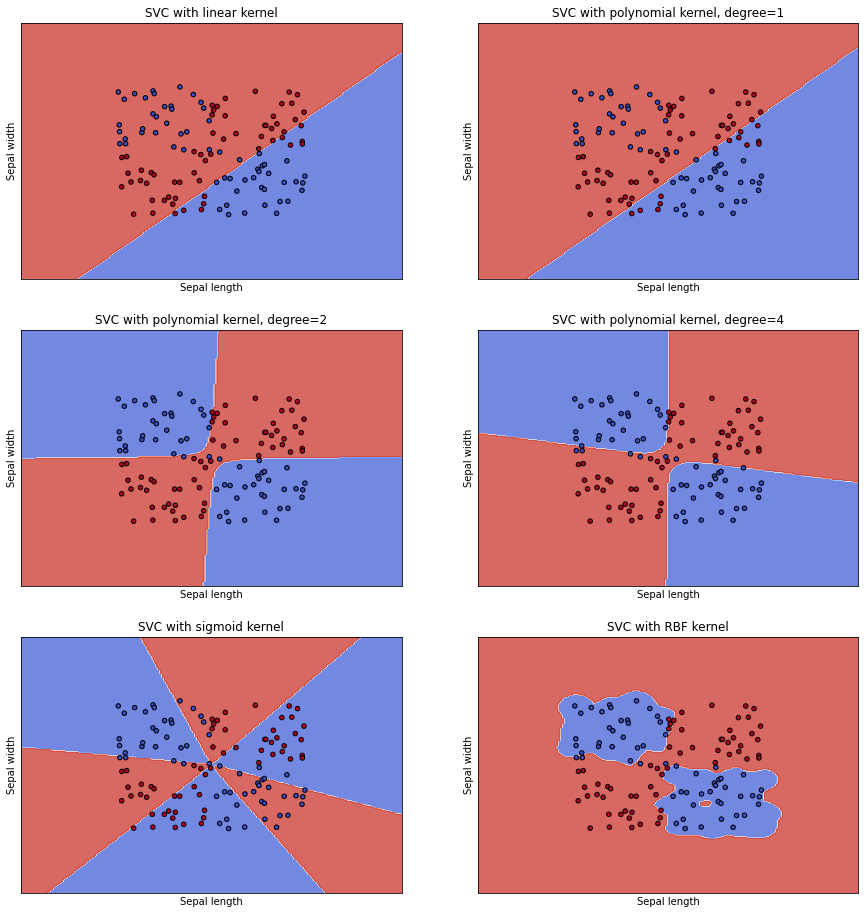 SVC with linear kernel
Sepal width
Sepal length
SVC with polynomial kernel, degree=1
Sepal width
Sepal length
SVC with polynomial kernel, degree=2
Sepal width
Sepal length
SVC with polynomial kernel, degree=4
Sepal width
Sepal length
SVC with sigmoid kernel
Sepal width
Sepal length
SVC with RBF kernel
Sepal width
Sepal length